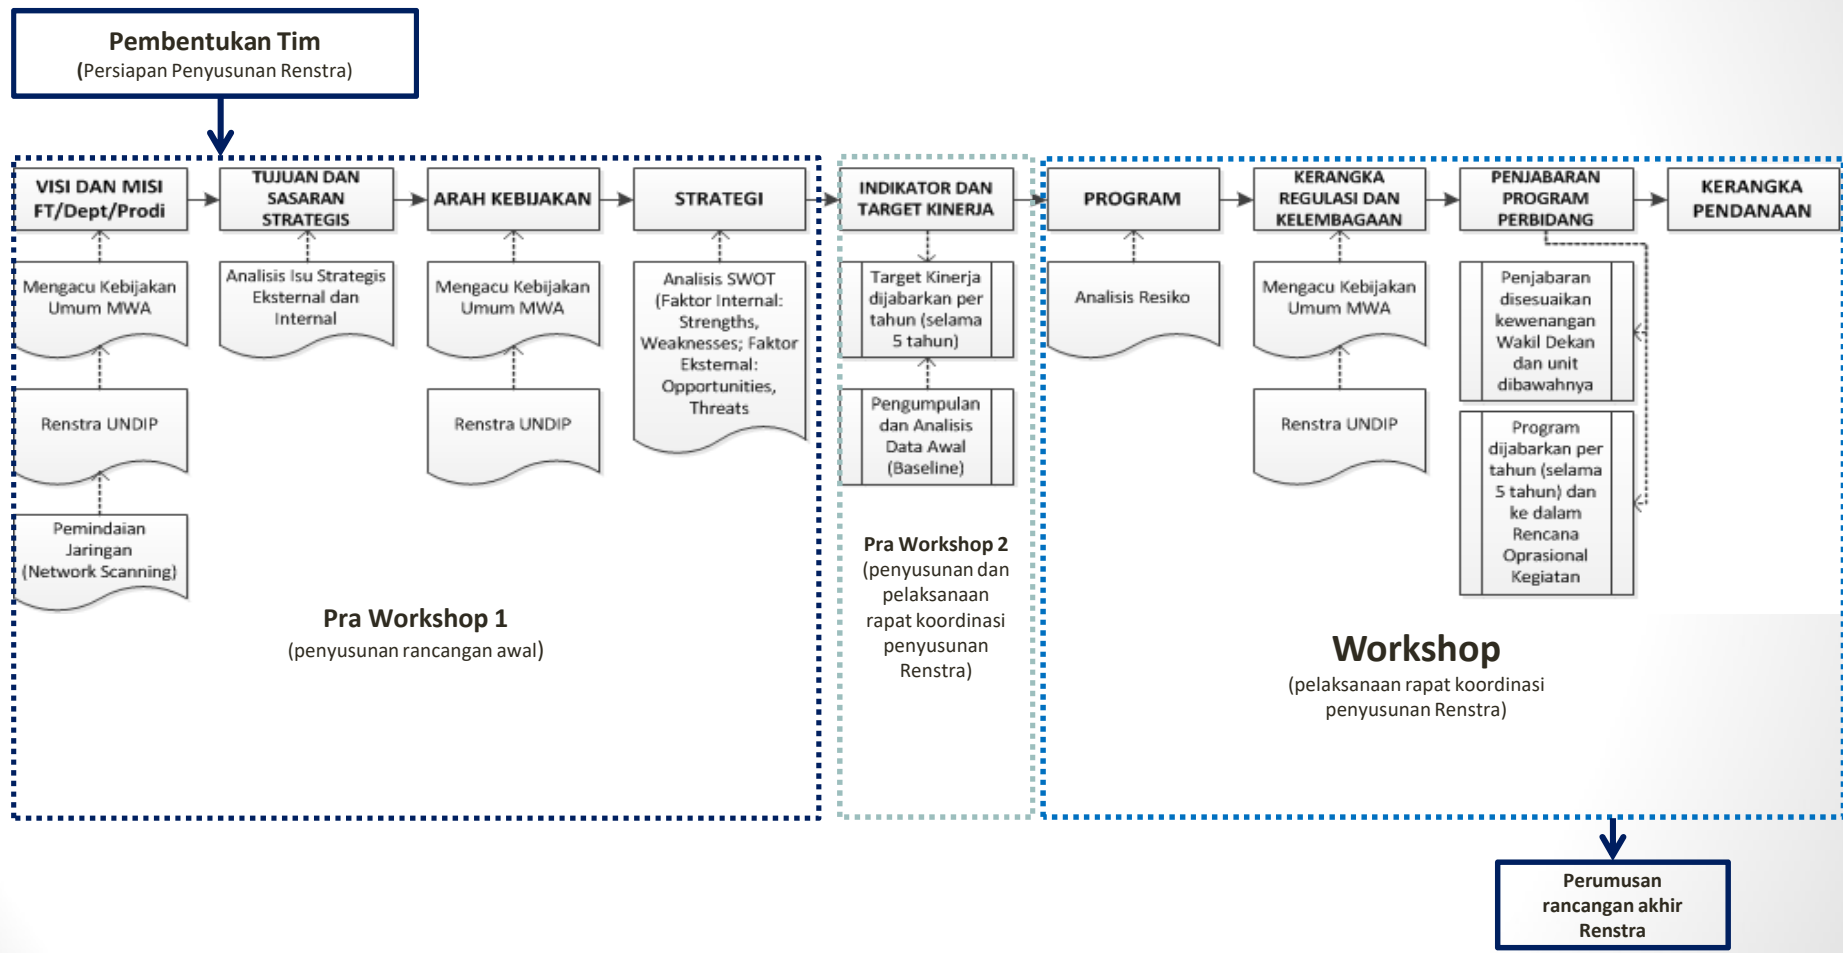 Pembentukan Tim
(Persiapan Penyusunan Renstra)
VISI DAN MISI
FT/Dept/Prodi
TUJUAN DAN
SASARAN
STRATEGIS
ARAH KEBIJAKAN
STRATEGI
INDIKATOR DAN
TARGET KINERJA
PROGRAM
KERANGKA
REGULASI DAN
KELEMBAGAAN
PENJABARAN
PROGRAM
PERBIDANG
KERANGKA
PENDANAAN
Mengacu Kebijakan
Umum MWA
Renstra UNDIP
Pemindaian
Jaringan
(Network Scanning)
Analisis Isu Strategis
Eksternal dan
Internal
Mengacu Kebijakan
Umum MWA
Renstra UNDIP
Analisis SWOT
(Faktor Internal:
Strengths,
Weaknesses; Faktor
Eksternal:
Opportunities,
Threats
Pra Workshop 1
(penyusunan rancangan awal)
Target Kinerja
dijabarkan per
tahun (selama
5 tahun)
Pengumpulan
dan Analisis
Data Awal
(Baseline)
Pra Workshop 2
(penyusunan dan
pelaksanaan
rapat koordinasi
penyusunan
Renstra)
Analisis Resiko
Mengacu Kebijakan
Umum MWA
Renstra UNDIP
Penjabaran
disesuaikan
kewenangan
Wakil Dekan
dan unit
dibawahnya
Program
dijabarkan per
tahun (selama
5 tahun) dan
ke dalam
Rencana
Oprasional
Kegiatan
Workshop
(pelaksanaan rapat koordinasi
penyusunan Renstra)
Perumusan
rancangan akhir
Renstra